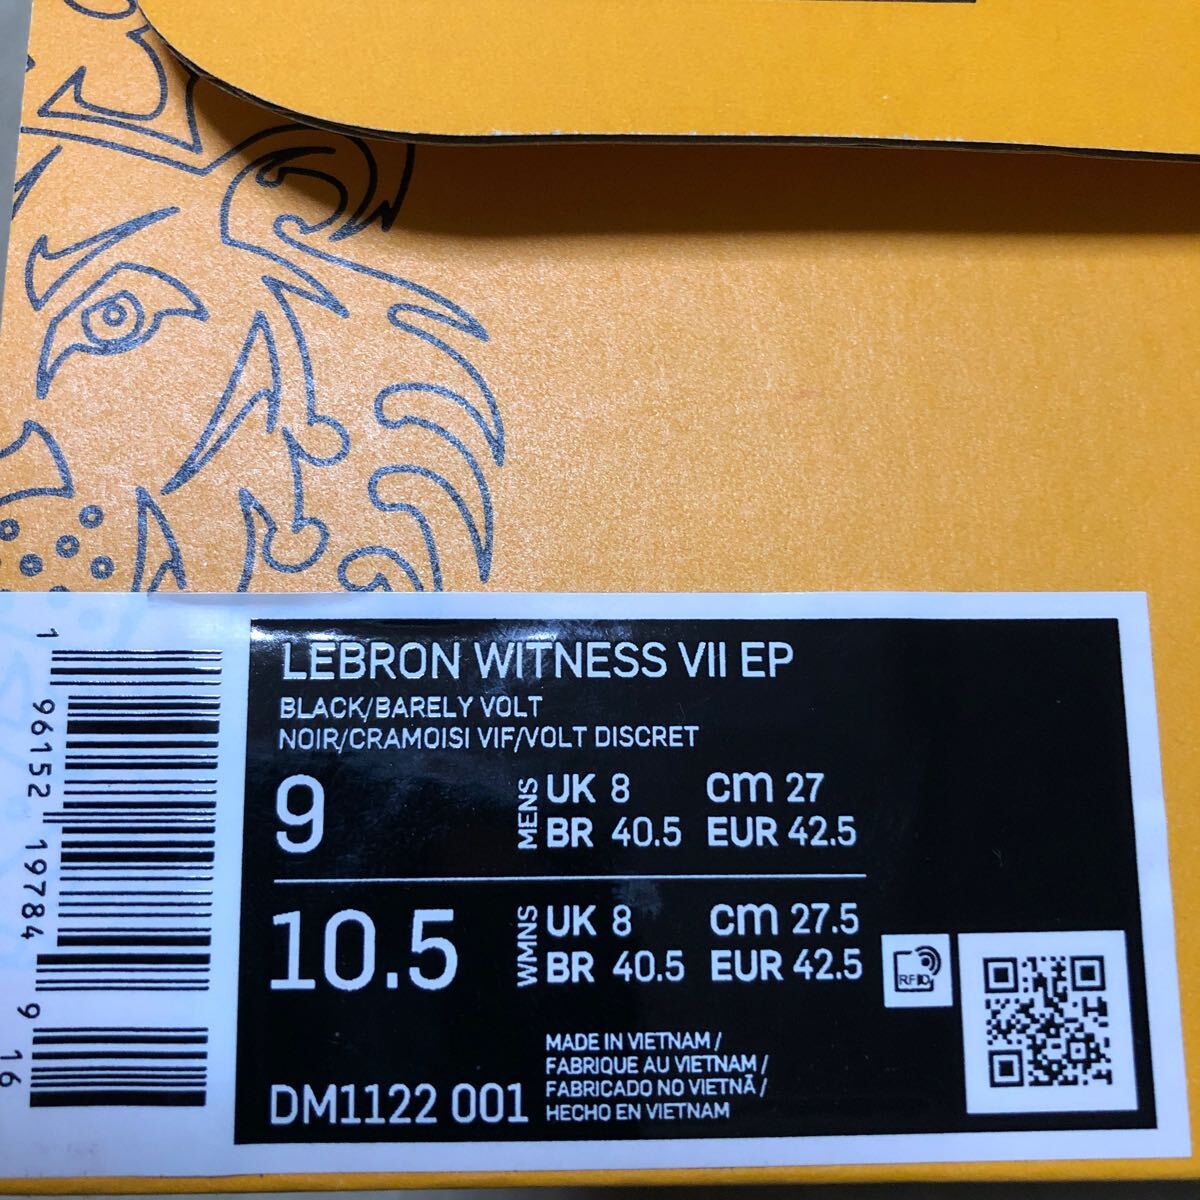 LEBRON WITNESS VII EP
BLACK/BARELY VOLT
NOIR/CRAMOISI VIF/VOLT DISCRET
9 MENS UK 8 cm 27
BR 40.5 EUR 42.5
10.5 WMNS UK 8 cm 27.5
BR 40.5 EUR 42.5
RFID
MADE IN VIETNAM /
FABRIQUE AU VIETNAM /
FABRICADO NO VIETNÃ /
HECHO EN VIETNAM
DM1122 001
1 96152 19784 9 16